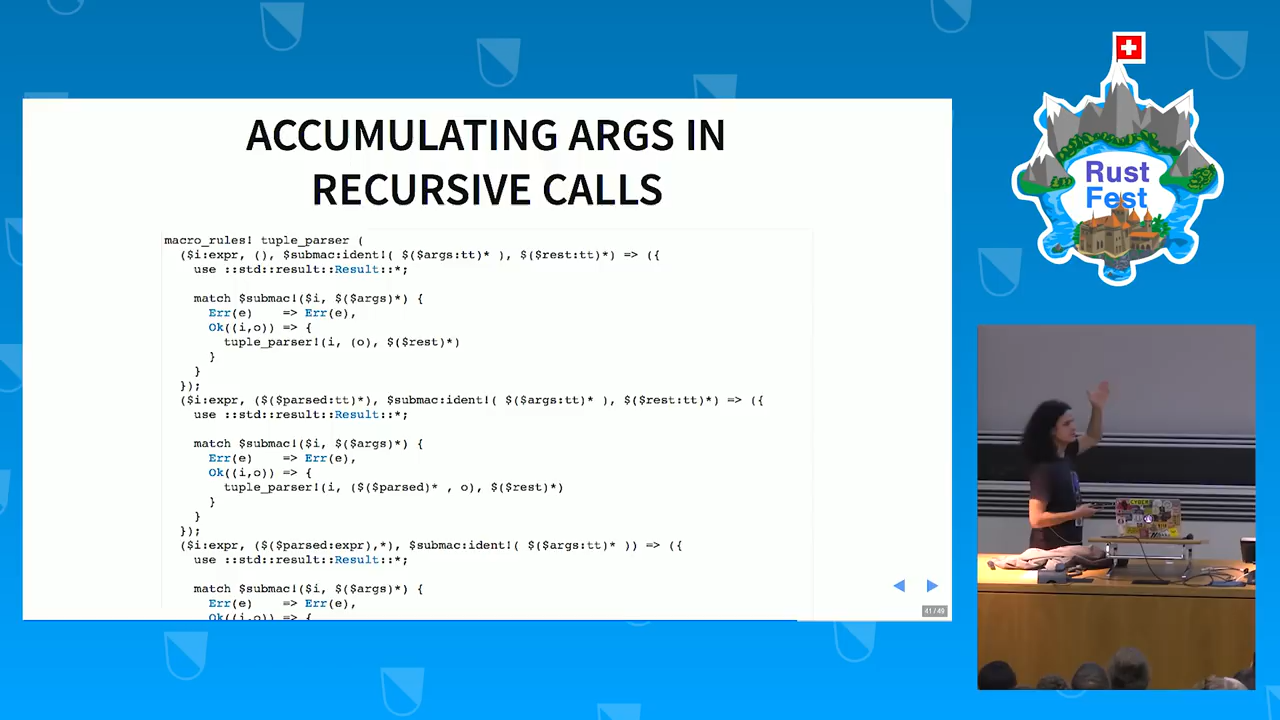 ACCUMULATING ARGS IN
RECURSIVE CALLS
macro_rules! tuple_parser (
($i:expr, (), $submac:ident!( $($args:tt)* ), $($rest:tt)*) => ({
use ::std::result::Result::*;
match $submac!($i, $($args)*) {
Err(e)    => Err(e),
Ok((i,o)) => {
tuple_parser!(i, (o), $($rest)*)
}
}
});
($i:expr, ($($parsed:tt)*), $submac:ident!( $($args:tt)* ), $($rest:tt)*) => ({
use ::std::result::Result::*;
match $submac!($i, $($args)*) {
Err(e)    => Err(e),
Ok((i,o)) => {
tuple_parser!(i, ($($parsed)* , o), $($rest)*)
}
}
});
($i:expr, ($($parsed:expr),*), $submac:ident!( $($args:tt)* )) => ({
use ::std::result::Result::*;
match $submac!($i, $($args)*) {
Err(e)    => Err(e),
Ok((i,o)) => {
41 / 49
Rust
Fest
CYBER